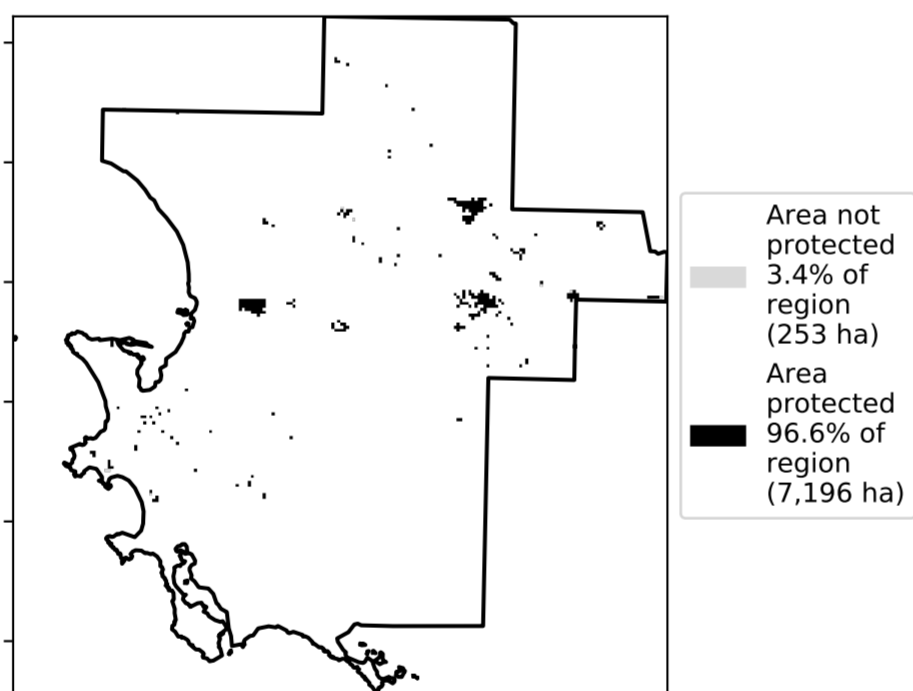 Area not
protected
3.4% of
region
(253 ha)
Area
protected
96.6% of
region
(7,196 ha)